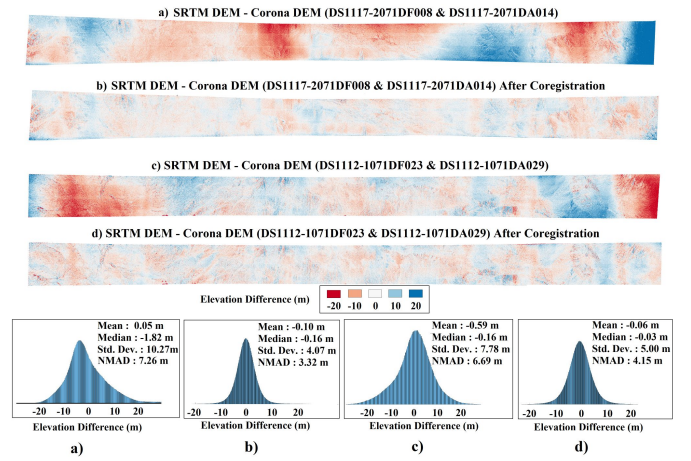 a) SRTM DEM - Corona DEM (DS1117-2071DF008 & DS1117-2071DA014)
b) SRTM DEM - Corona DEM (DS1117-2071DF008 & DS1117-2071DA014) After Coregistration
c) SRTM DEM - Corona DEM (DS1112-1071DF023 & DS1112-1071DA029)
d) SRTM DEM - Corona DEM (DS1112-1071DF023 & DS1112-1071DA029) After Coregistration
Elevation Difference (m)
-20 -10 0 10 20
Mean : 0.05 m
Median : -1.82 m
Std. Dev. : 10.27m
NMAD : 7.26 m
-20 -10 0 10 20
Elevation Difference (m)
a)
Mean : -0.10 m
Median : -0.16 m
Std. Dev. : 4.07 m
NMAD : 3.32 m
-20 -10 0 10 20
Elevation Difference (m)
b)
Mean : -0.59 m
Median : -0.16 m
Std. Dev. : 7.78 m
NMAD : 6.69 m
-20 -10 0 10 20
Elevation Difference (m)
c)
Mean : -0.06 m
Median : -0.03 m
Std. Dev. : 5.00 m
NMAD : 4.15 m
-20 -10 0 10 20
Elevation Difference (m)
d)